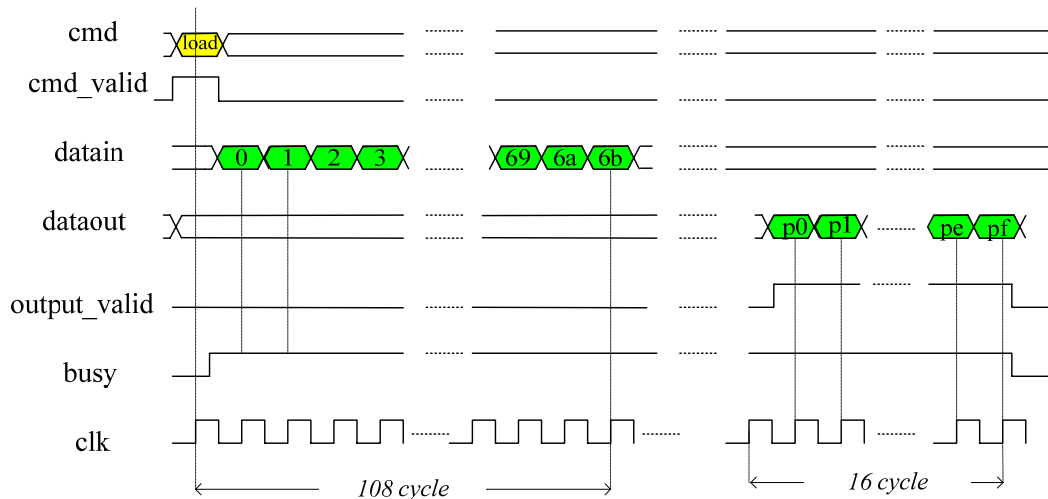 cmd load
cmd_valid
datain 0 1 2 3 69 6a 6b
dataout p0 p1 pe pf
output_valid
busy
clk
108 cycle 16 cycle